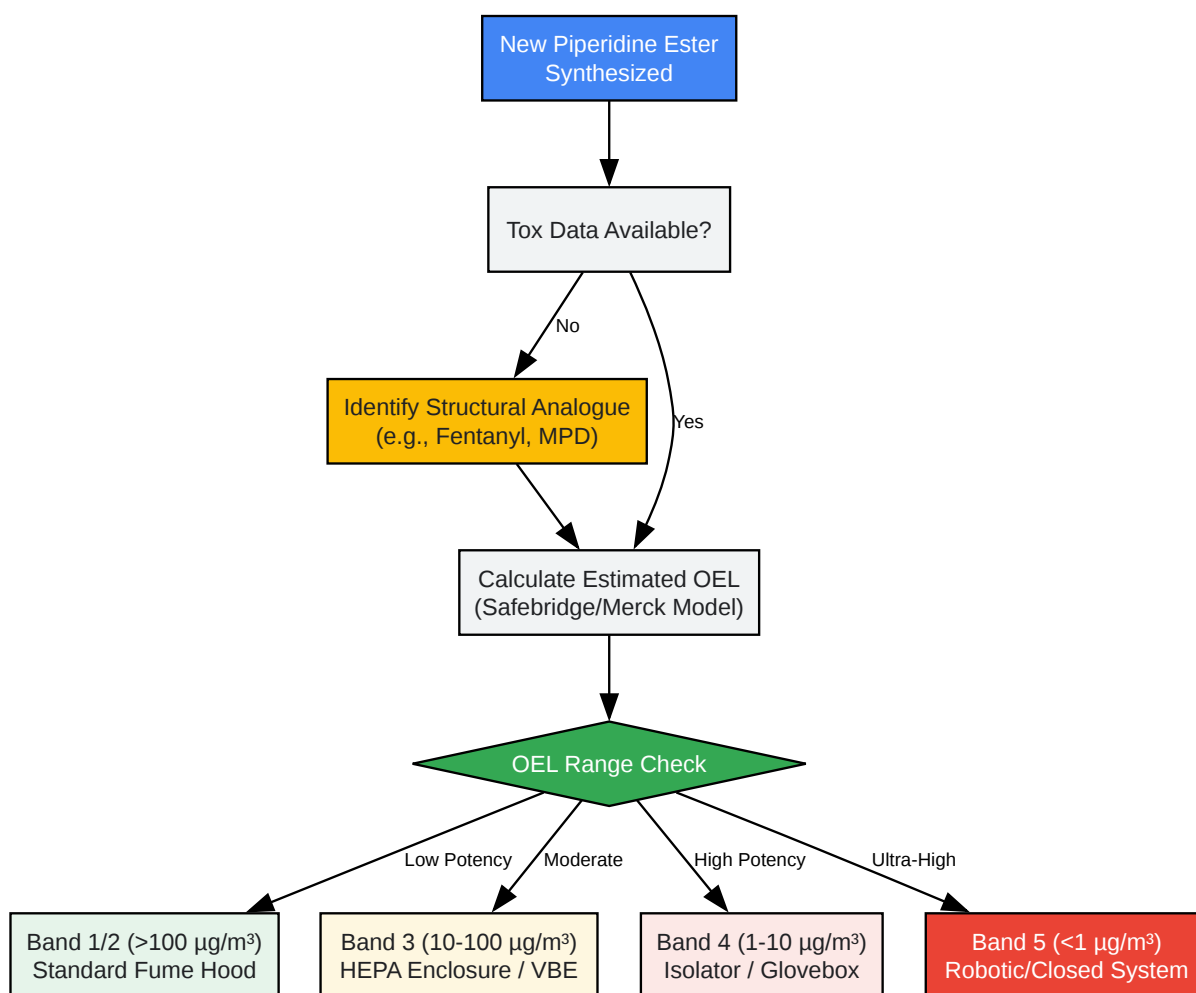 New Piperidine Ester
Synthesized
Tox Data Available?
No
Yes
Identify Structural Analogue
(e.g., Fentanyl, MPD)
Calculate Estimated OEL
(Safebridge/Merck Model)
OEL Range Check
Low Potency
Moderate
High Potency
Ultra-High
Band 1/2 (>100 µg/m³)
Standard Fume Hood
Band 3 (10-100 µg/m³)
HEPA Enclosure / VBE
Band 4 (1-10 µg/m³)
Isolator / Glovebox
Band 5 (<1 µg/m³)
Robotic/Closed System